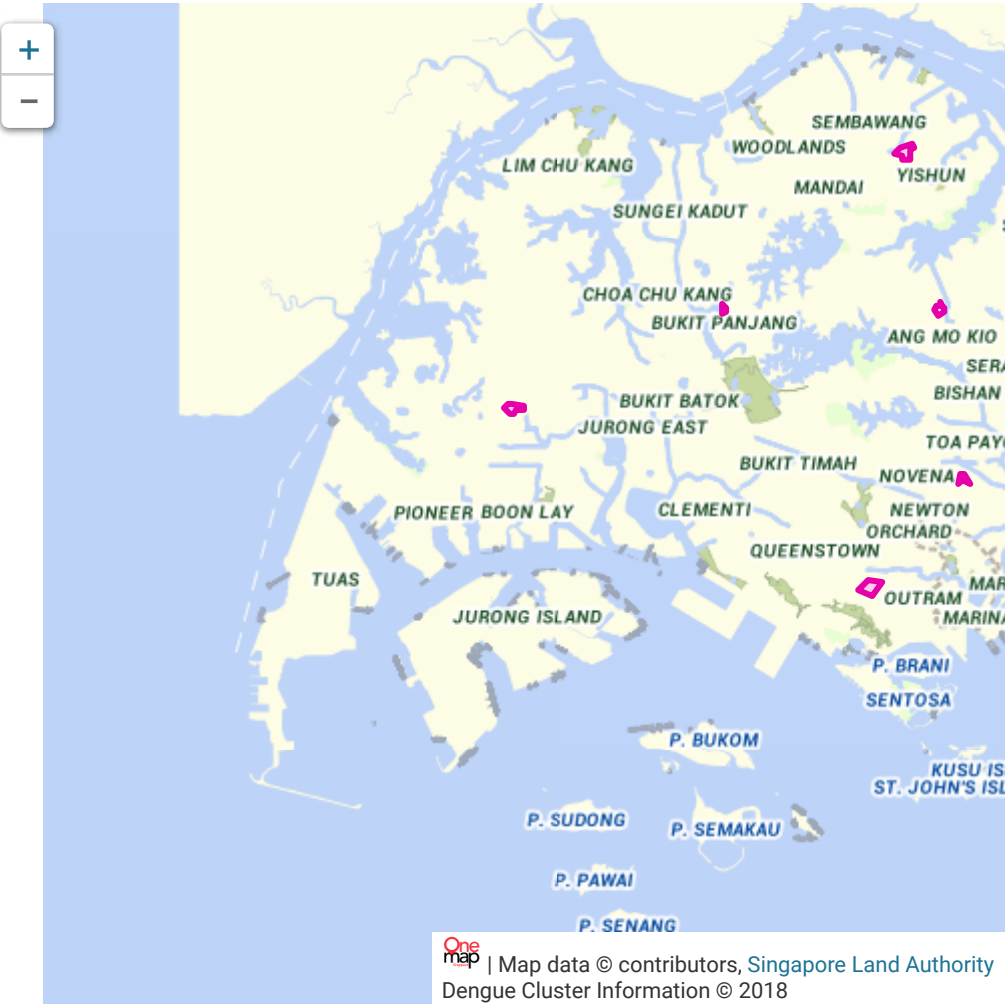 +
−
SEMBAWANG
WOODLANDS
LIM CHU KANG
YISHUN
MANDAI
SUNGEI KADUT
CHOA CHU KANG
BUKIT PANJANG
ANG MO KIO
SERA
BISHAN
BUKIT BATOK
JURONG EAST
TOA PAYO
BUKIT TIMAH
NOVENA
PIONEER BOON LAY
CLEMENTI
NEWTON
ORCHARD
QUEENSTOWN
TUAS
MAR
OUTRAM
JURONG ISLAND
MARINA
P. BRANI
SENTOSA
P. BUKOM
KUSU IS
ST. JOHN'S ISL
P. SUDONG
P. SEMAKAU
P. PAWAI
P. SENANG
One
map | Map data © contributors, Singapore Land Authority
Dengue Cluster Information © 2018